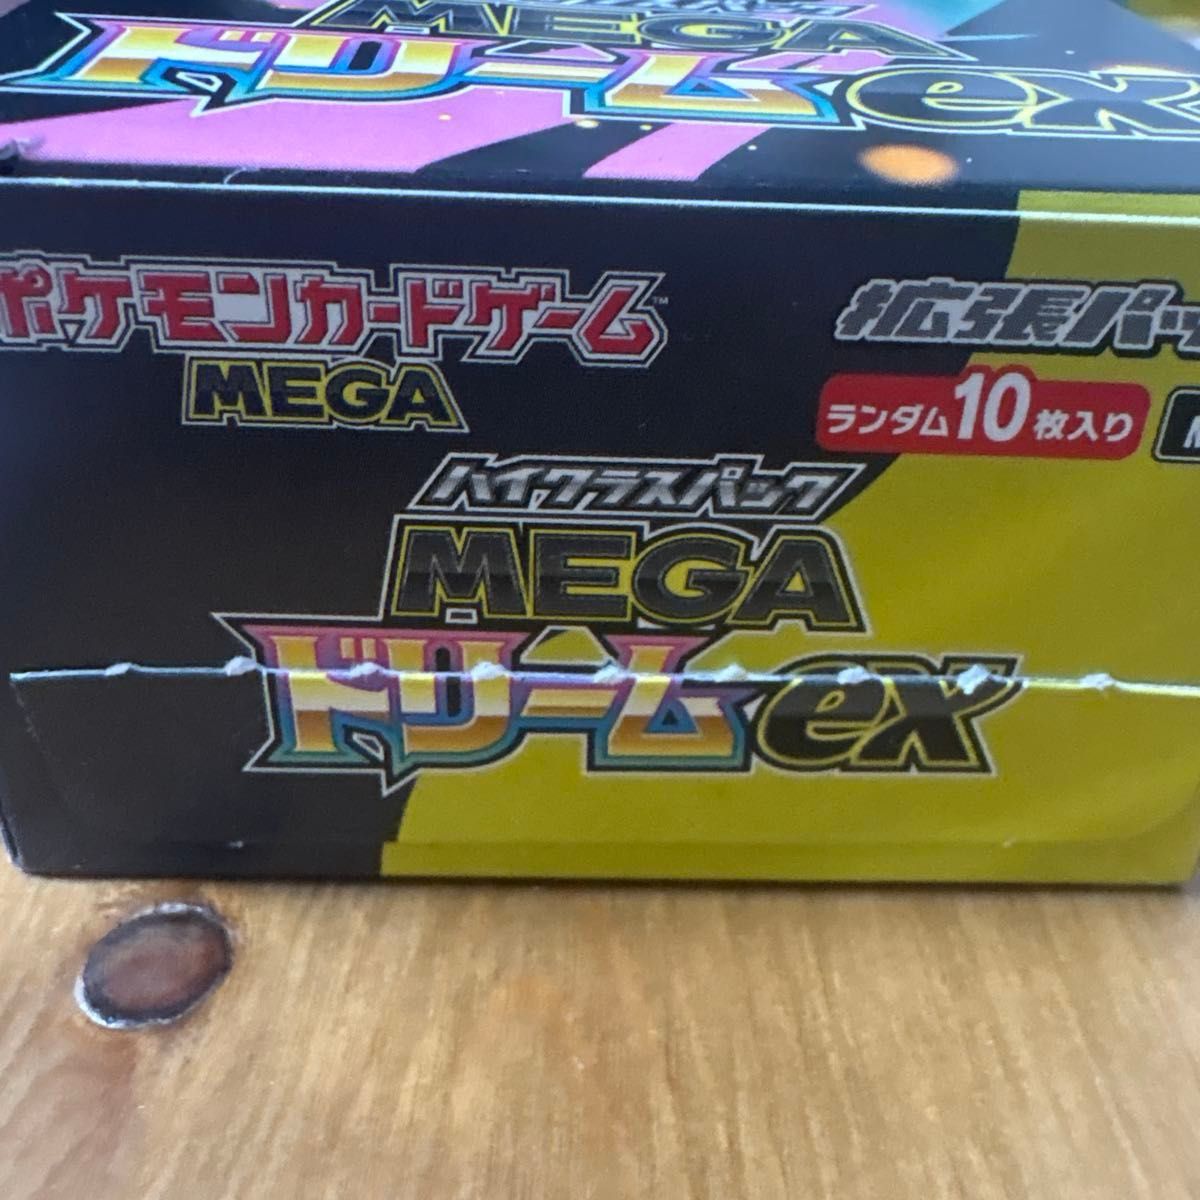 MEGA
ドリームex
ポケモンカードゲーム™
MEGA
拡張パッ
ランダム10枚入り
ハイクラスパック
MEGA
ドリームex